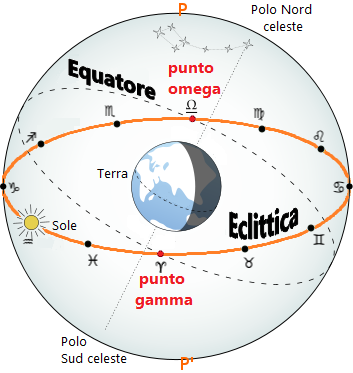 P
Polo Nord
celeste
Equatore
punto
omega
Ω
♏
♍
♐
♌
Terra
♑
♋
Sole
Eclittica
♒
♊
♓
♈
♉
punto
gamma
Polo
Sud celeste
P'